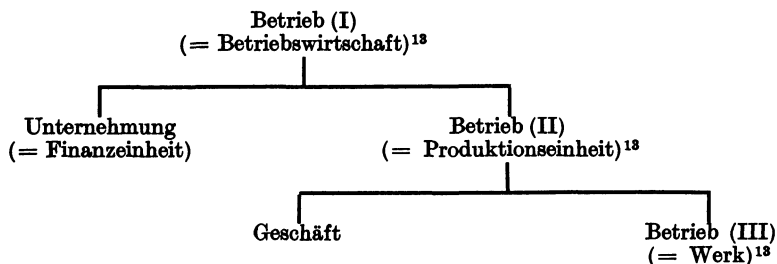 Betrieb (I)
(= Betriebswirtschaft)¹³
Unternehmung
(= Finanzeinheit)
Betrieb (II)
(= Produktionseinheit)¹³
Geschäft
Betrieb (III)
(= Werk)¹³